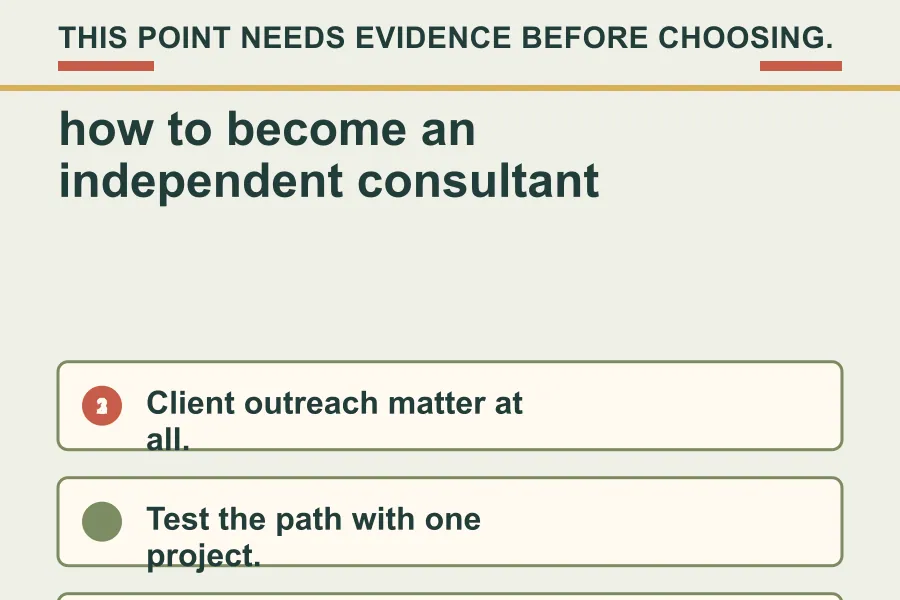 THIS POINT NEEDS EVIDENCE BEFORE CHOOSING.
how to become an
independent consultant
Client outreach matter at
all.
Test the path with one
project.